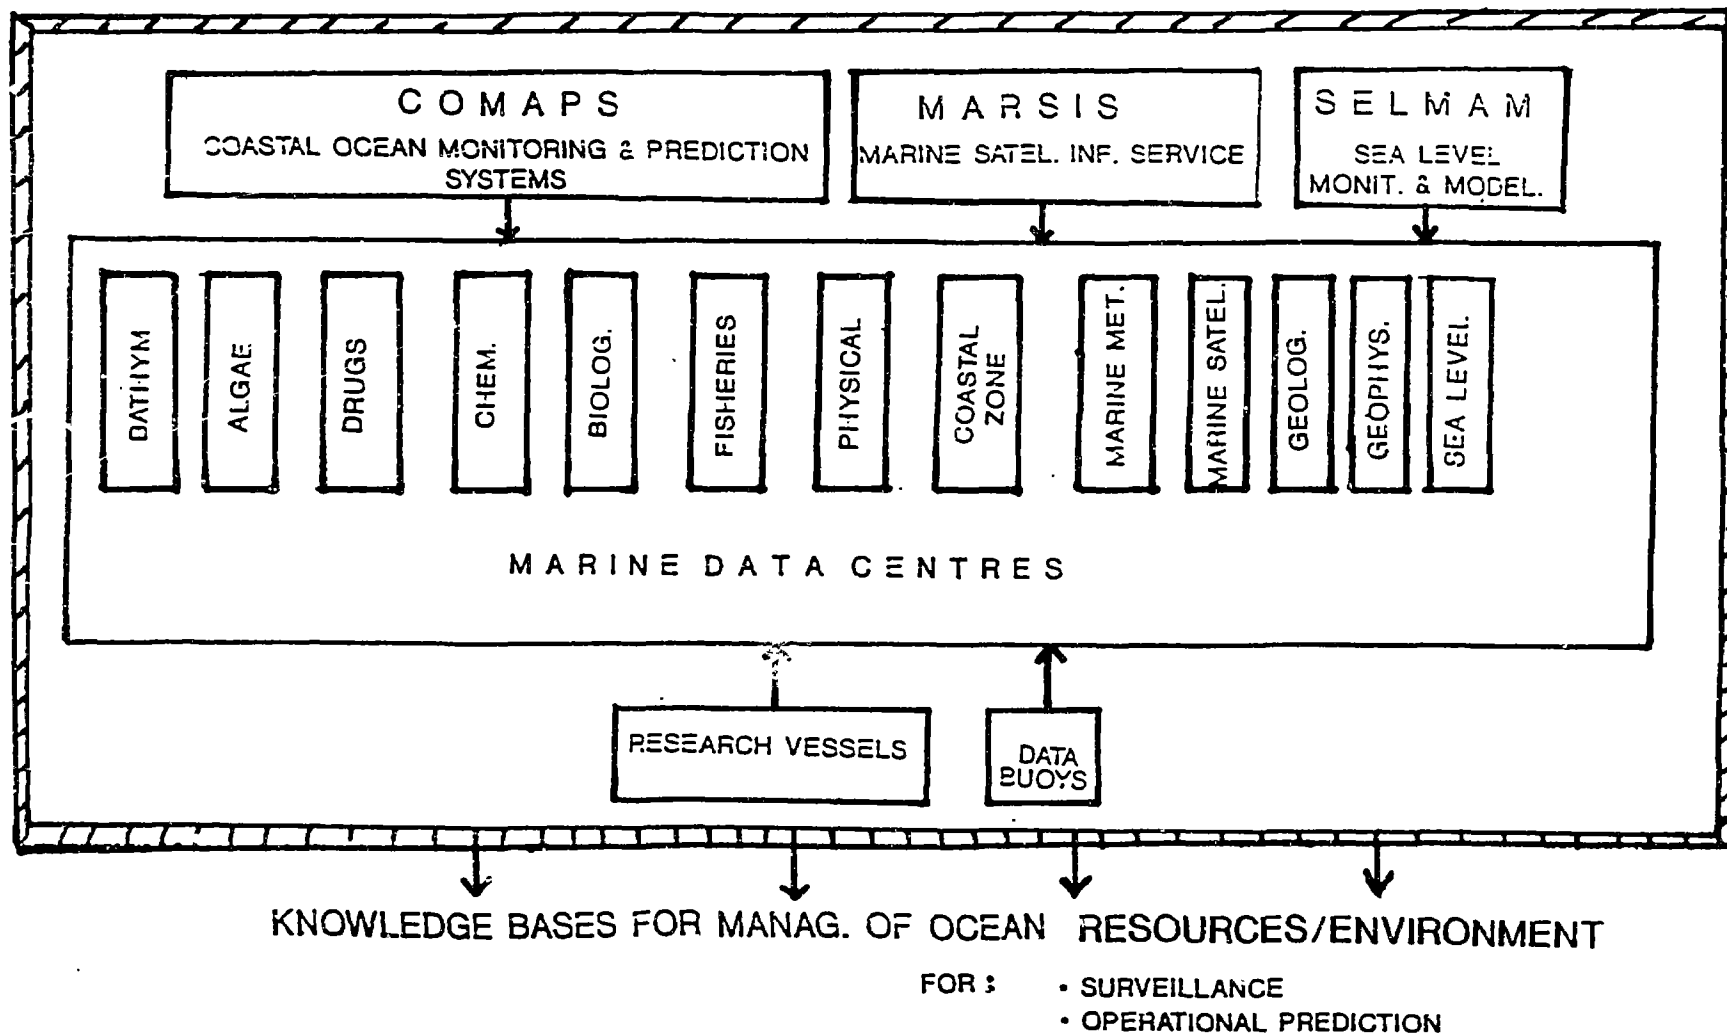 COMAPS
COASTAL OCEAN MONITORING & PREDICTION
SYSTEMS
MARSIS
MARINE SATEL. INF. SERVICE
SELMAM
SEA LEVEL
MONIT. & MODEL.
BATHYM
ALGAE
DRUGS
CHEM.
BIOLOG.
FISHERIES
PHYSICAL
COASTAL
ZONE
MARINE MET.
MARINE SATEL.
GEOLOG.
GEOPHYS.
SEA LEVEL.
MARINE DATA CENTRES
RESEARCH VESSELS
DATA
BUOYS
KNOWLEDGE BASES FOR MANAG. OF OCEAN RESOURCES/ENVIRONMENT
FOR :
• SURVEILLANCE
• OPERATIONAL PREDICTION